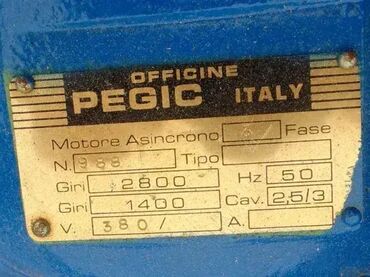 OFFICINE
PEGIC ITALY
Motore Asincrono Fase
N. 988 Tipo
Giri 2800 Hz 50
Giri 1400 Cav. 2,5/3
V. 380/ A.